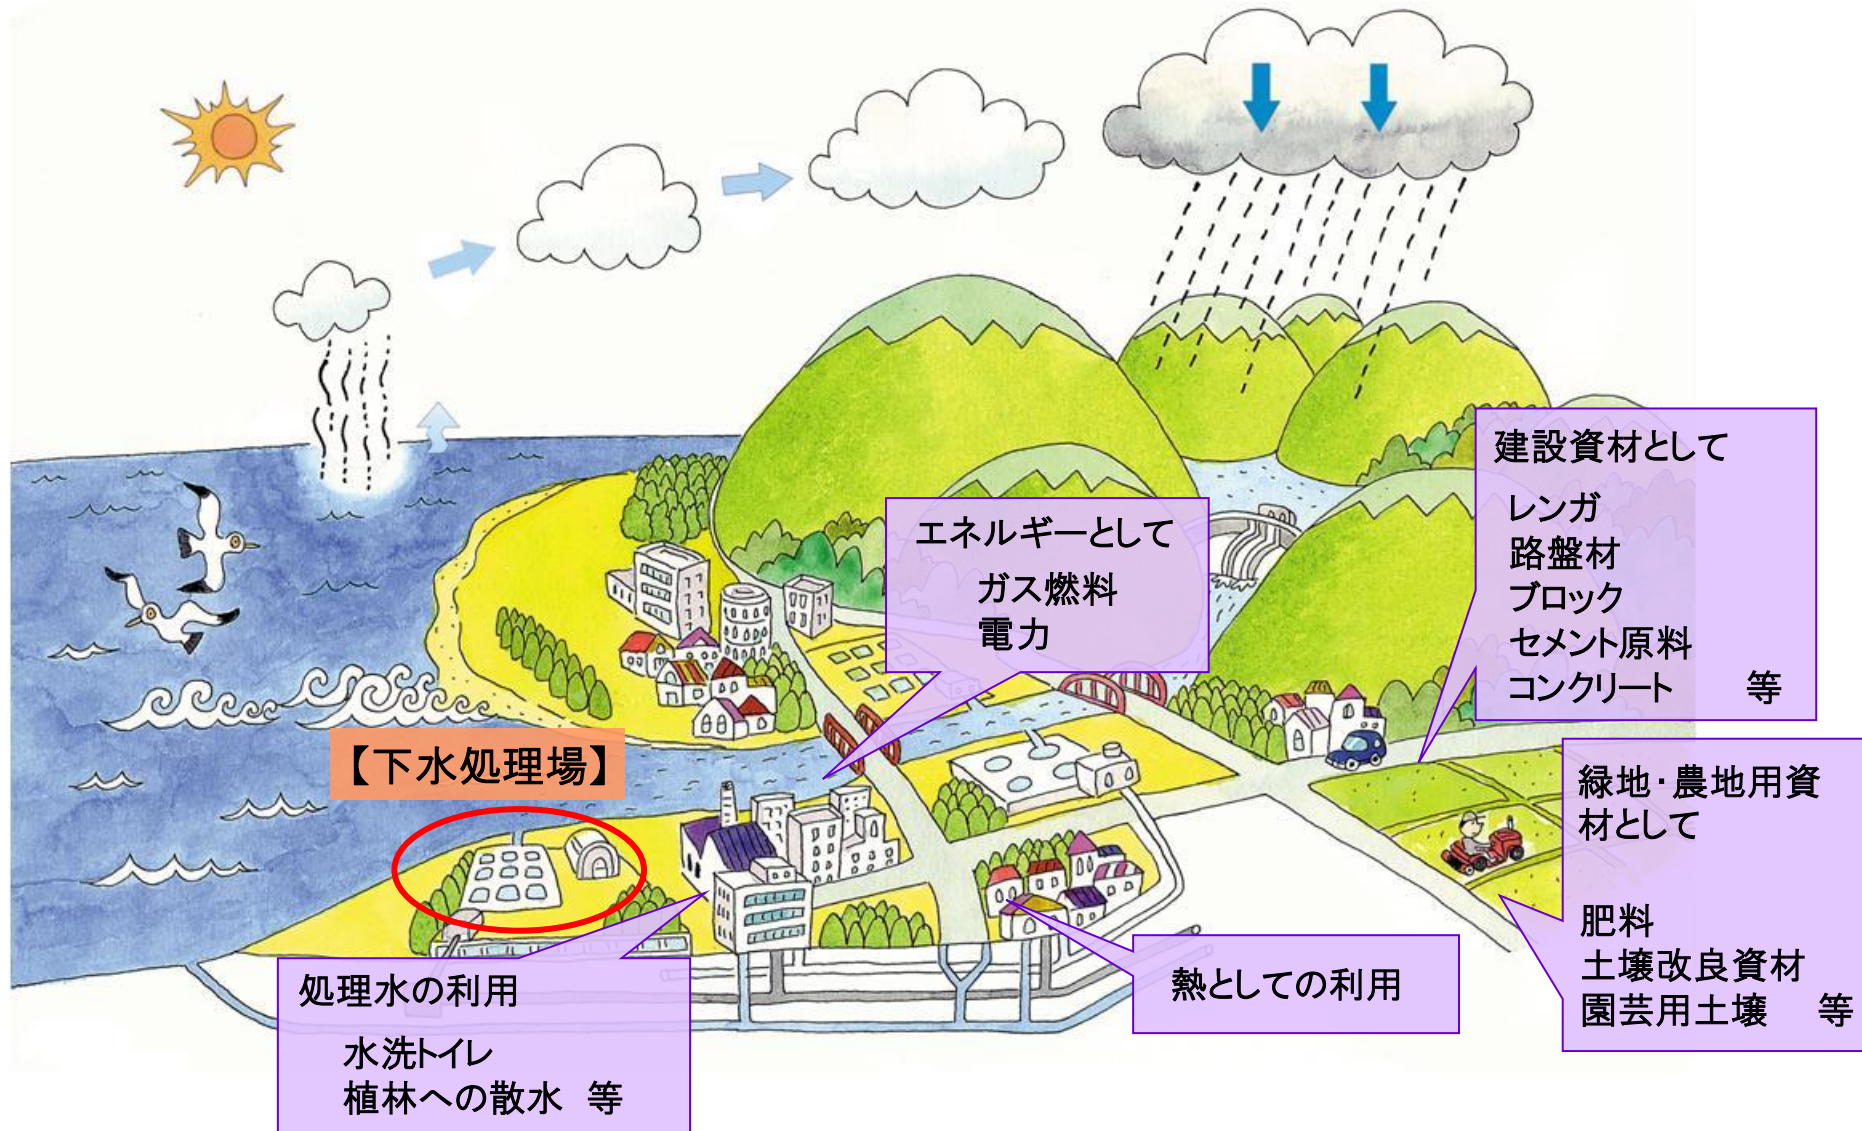 建設資材として
レンガ
路盤材
ブロック
セメント原料
コンクリート 等
エネルギーとして
ガス燃料
電力
【下水処理場】
緑地・農地用資
材として
肥料
土壌改良資材
園芸用土壌 等
熱としての利用
処理水の利用
水洗トイレ
植林への散水 等